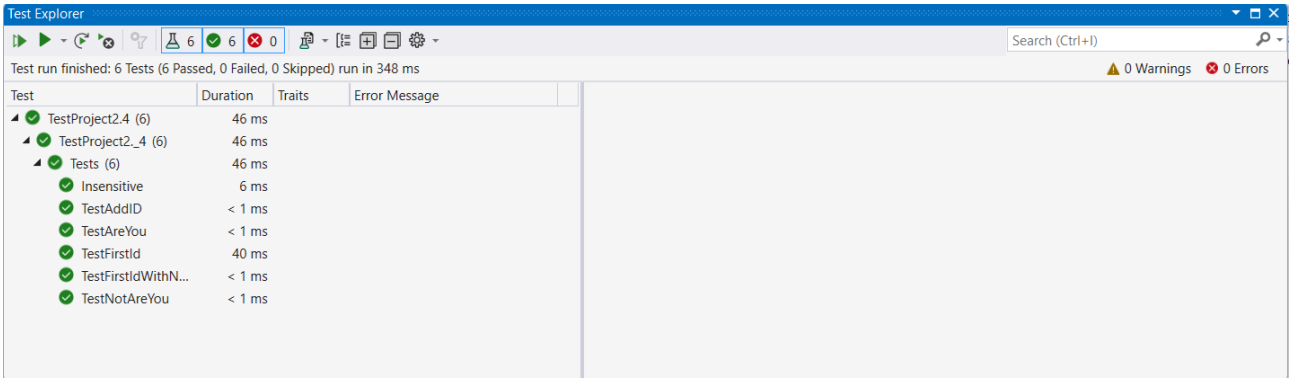 Test Explorer
6 6 0 Search (Ctrl+I)
Test run finished: 6 Tests (6 Passed, 0 Failed, 0 Skipped) run in 348 ms 0 Warnings 0 Errors
Test Duration Traits Error Message
TestProject2.4 (6) 46 ms
TestProject2._4 (6) 46 ms
Tests (6) 46 ms
Insensitive 6 ms
TestAddID < 1 ms
TestAreYou < 1 ms
TestFirstId 40 ms
TestFirstIdWithN... < 1 ms
TestNotAreYou < 1 ms